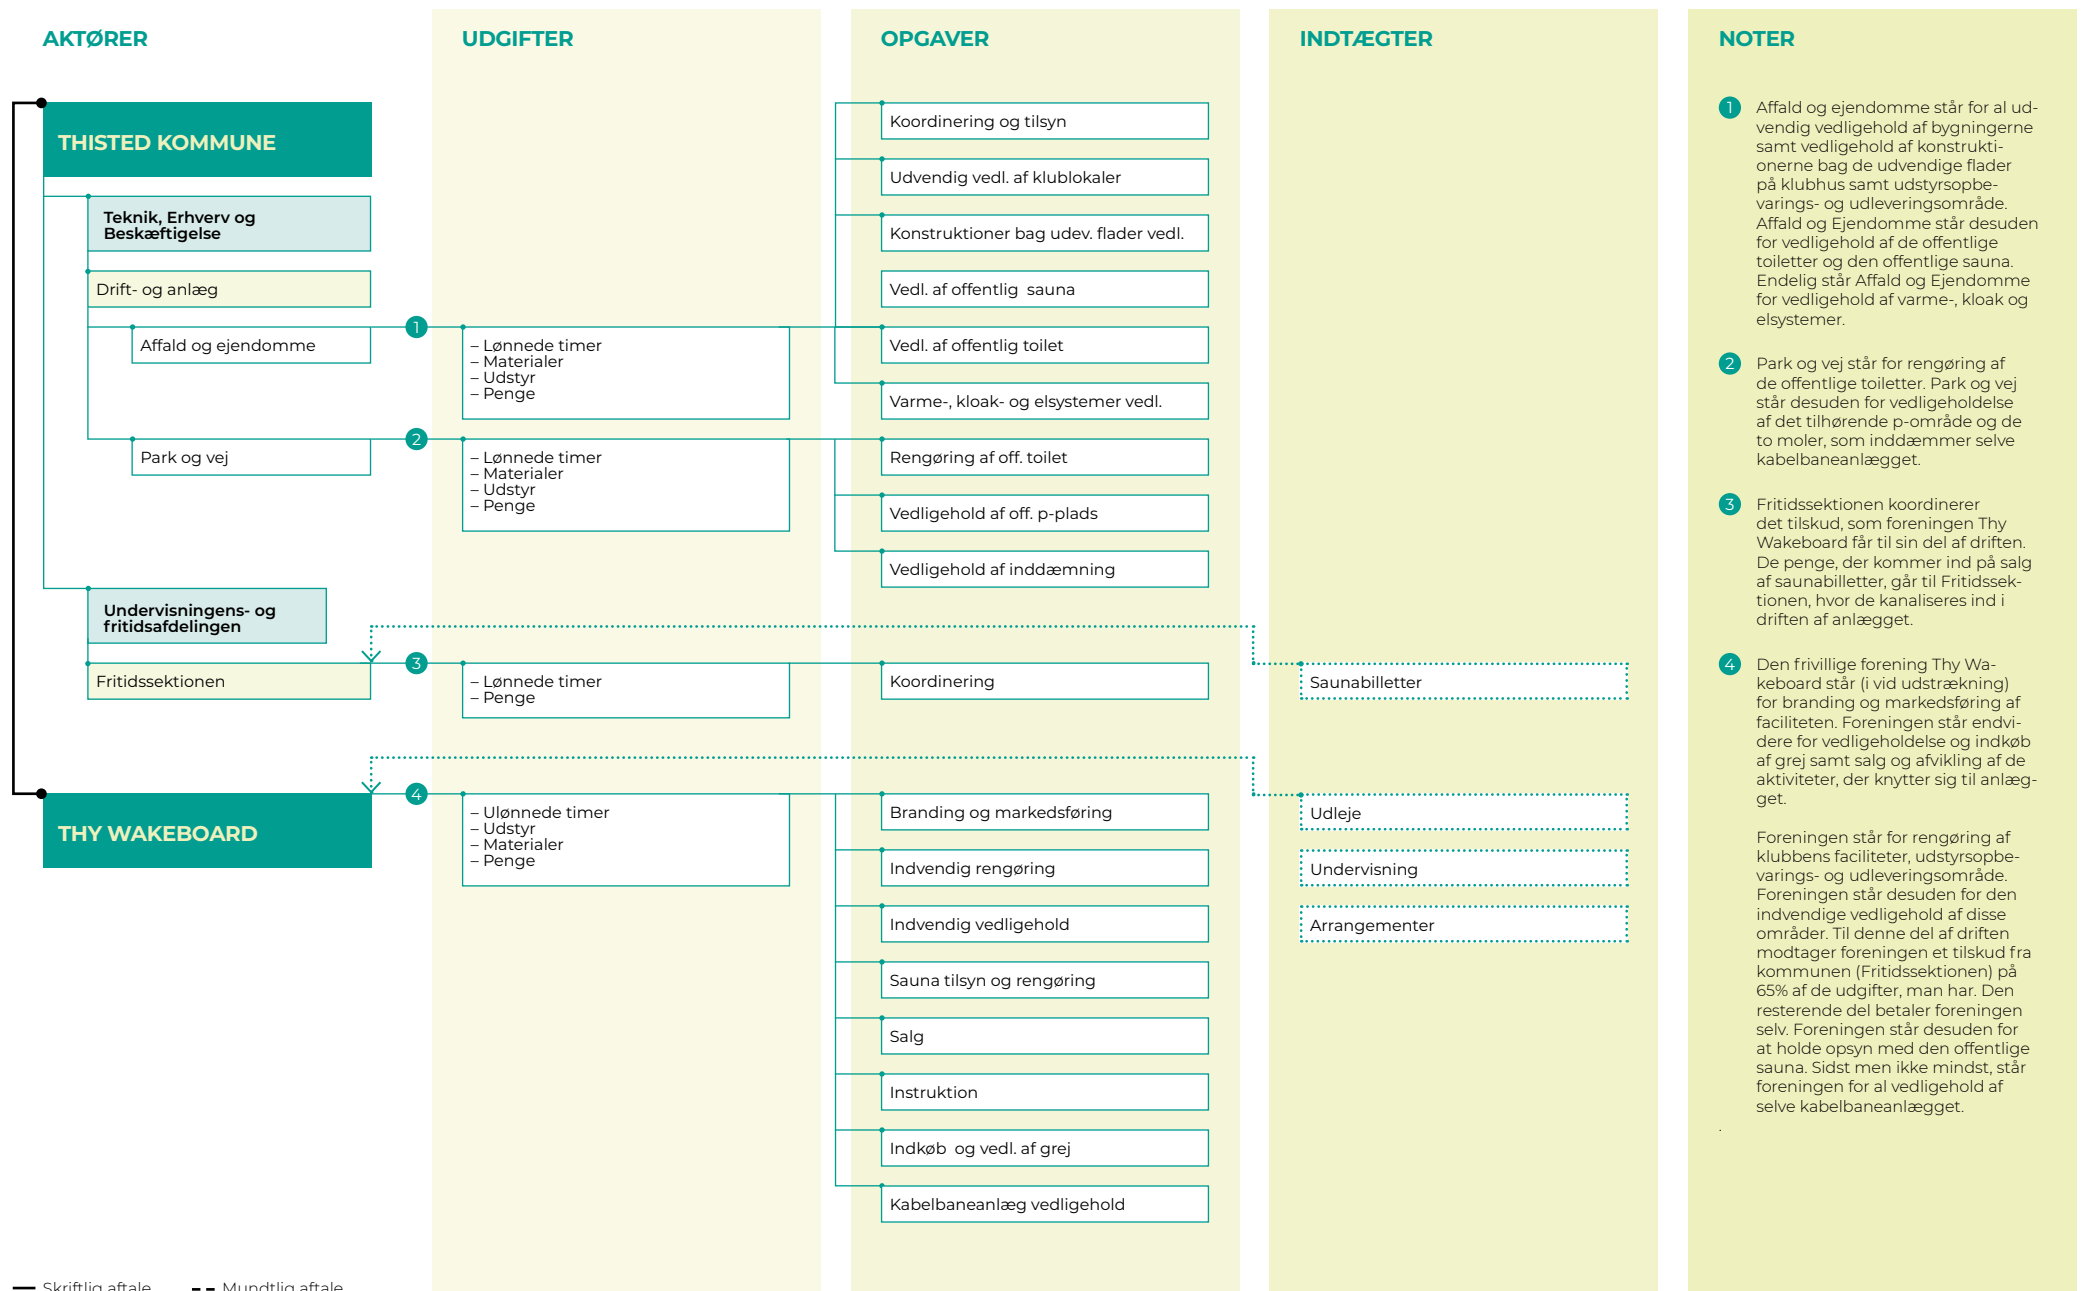 AKTØRER
THISTED KOMMUNE
Teknik, Erhverv og
Beskæftigelse
Drift- og anlæg
Affald og ejendomme
Park og vej
Undervisningens- og
fritidsafdelingen
Fritidssektionen
THY WAKEBOARD
UDGIFTER
1
– Lønnede timer
– Materialer
– Udstyr
– Penge
2
– Lønnede timer
– Materialer
– Udstyr
– Penge
3
– Lønnede timer
– Penge
4
– Ulønnede timer
– Udstyr
– Materialer
– Penge
OPGAVER
Koordinering og tilsyn
Udvendig vedl. af klublokaler
Konstruktioner bag udev. flader vedl.
Vedl. af offentlig  sauna
Vedl. af offentlig toilet
Varme-, kloak- og elsystemer vedl.
Rengøring af off. toilet
Vedligehold af off. p-plads
Vedligehold af inddæmning
Koordinering
Branding og markedsføring
Indvendig rengøring
Indvendig vedligehold
Sauna tilsyn og rengøring
Salg
Instruktion
Indkøb  og vedl. af grej
Kabelbaneanlæg vedligehold
INDTÆGTER
Saunabilletter
Udleje
Undervisning
Arrangementer
NOTER
1 Affald og ejendomme står for al ud-
vendig vedligehold af bygningerne
samt vedligehold af konstrukti-
onerne bag de udvendige flader
på klubhus samt udstyrsopbe-
varings- og udleveringsområde.
Affald og Ejendomme står desuden
for vedligehold af de offentlige
toiletter og den offentlige sauna.
Endelig står Affald og Ejendomme
for vedligehold af varme-, kloak og
elsystemer.
2 Park og vej står for rengøring af
de offentlige toiletter. Park og vej
står desuden for vedligeholdelse
af det tilhørende p-område og de
to moler, som inddæmmer selve
kabelbaneanlægget.
3 Fritidssektionen koordinerer
det tilskud, som foreningen Thy
Wakeboard får til sin del af driften.
De penge, der kommer ind på salg
af saunabilletter, går til Fritidssek-
tionen, hvor de kanaliseres ind i
driften af anlægget.
4 Den frivillige forening Thy Wa-
keboard står (i vid udstrækning)
for branding og markedsføring af
faciliteten. Foreningen står endvi-
dere for vedligeholdelse og indkøb
af grej samt salg og afvikling af de
aktiviteter, der knytter sig til anlæg-
get.
Foreningen står for rengøring af
klubbens faciliteter, udstyrsopbe-
varings- og udleveringsområde.
Foreningen står desuden for den
indvendige vedligehold af disse
områder. Til denne del af driften
modtager foreningen et tilskud fra
kommunen (Fritidssektionen) på
65% af de udgifter, man har. Den
resterende del betaler foreningen
selv. Foreningen står desuden for
at holde opsyn med den offentlige
sauna. Sidst men ikke mindst, står
foreningen for al vedligehold af
selve kabelbaneanlægget.
.
Skriftlig aftale
Mundtlig aftale